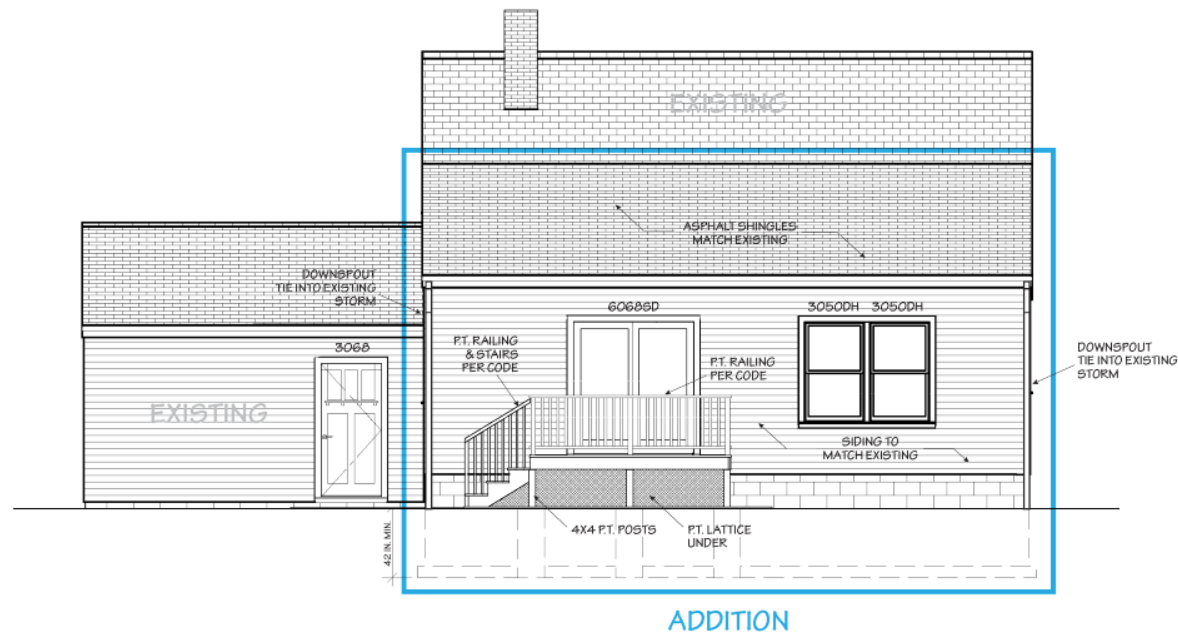 EXISTING
ASPHALT SHINGLES
MATCH EXISTING
DOWNSPOUT
TIE INTO EXISTING
STORM
6068SD
3050DH 3050DH
3068
P.T. RAILING
& STAIRS
PER CODE
P.T. RAILING
PER CODE
DOWNSPOUT
TIE INTO EXISTING
STORM
EXISTING
SIDING TO
MATCH EXISTING
4X4 P.T. POSTS
P.T. LATTICE
UNDER
42 IN. MIN.
ADDITION